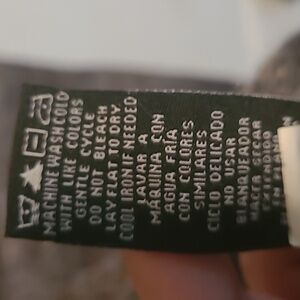 MACHINE WASH COLD
WITH LIKE COLORS
GENTLE CYCLE
DO NOT BLEACH
LAY FLAT TO DRY
COOL IRON IF NEEDED
LAVAR A
MAQUINA CON
AGUA FRIA
CON COLORES
SIMILARES
CICLO DELICADO
NO USAR
BLANQUEADOR